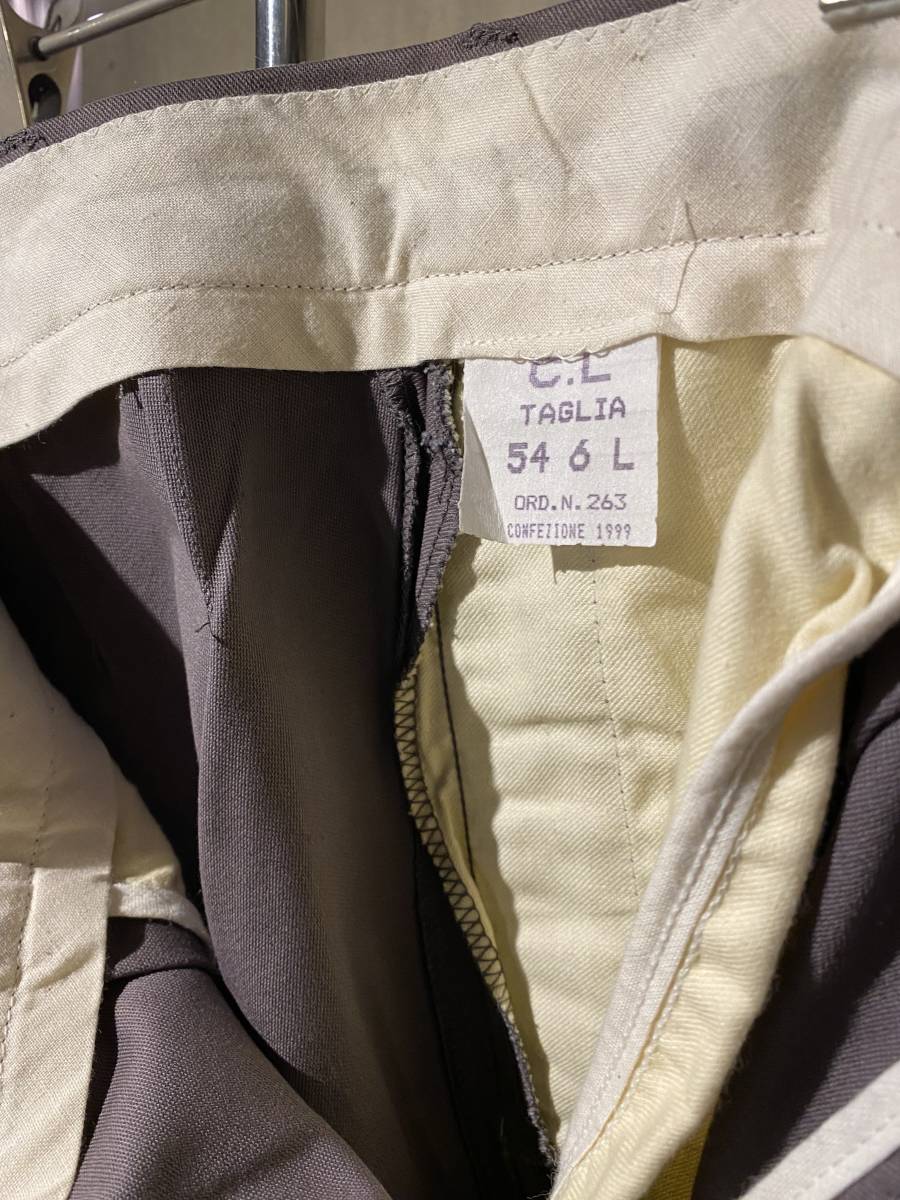 C.L
TAGLIA
54 6 L
ORD.N. 263
CONFEZIONE 1999